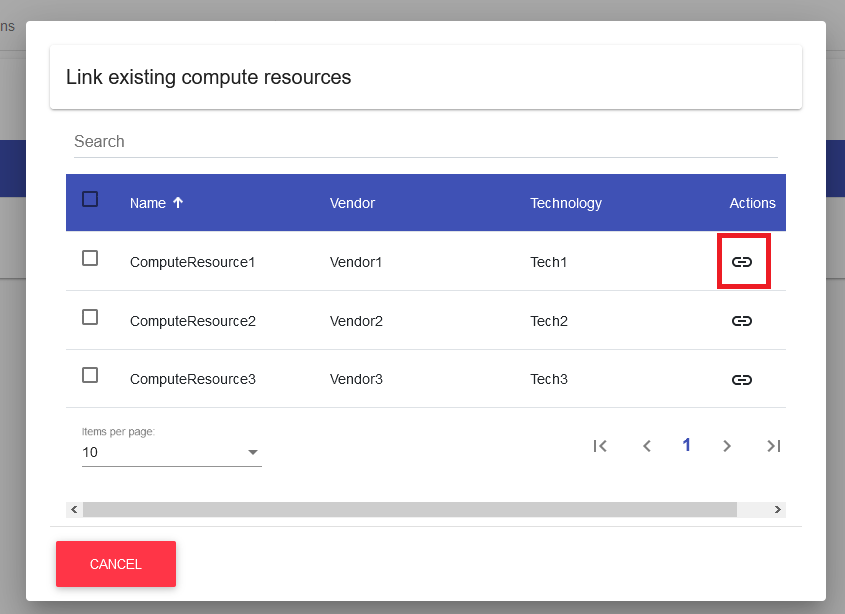 ns
Link existing compute resources
Search
Name Vendor Technology Actions
ComputeResource1 Vendor1 Tech1
ComputeResource2 Vendor2 Tech2
ComputeResource3 Vendor3 Tech3
Items per page:
10
1
CANCEL